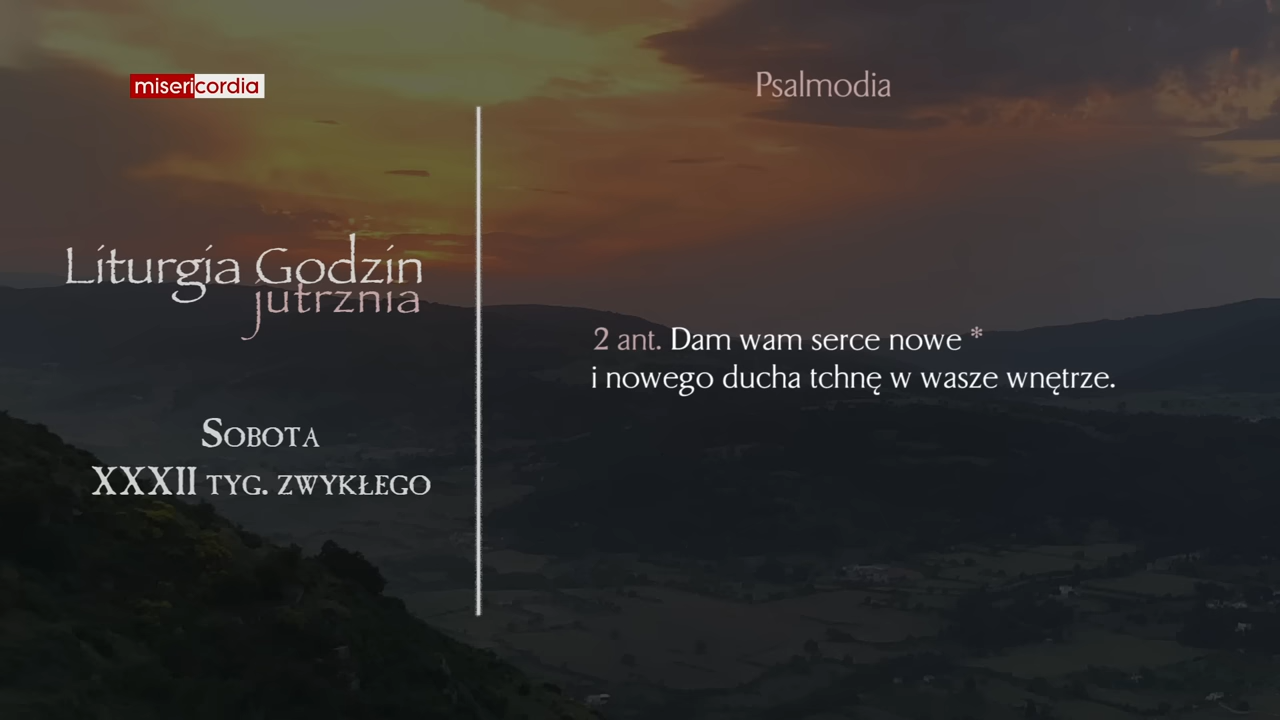 misericordia
Psalmodia
Liturgia Godzin
jutrznia
Sobota
XXXII tyg. zwykłego
2 ant. Dam wam serce nowe *
i nowego ducha tchnę w wasze wnętrze.